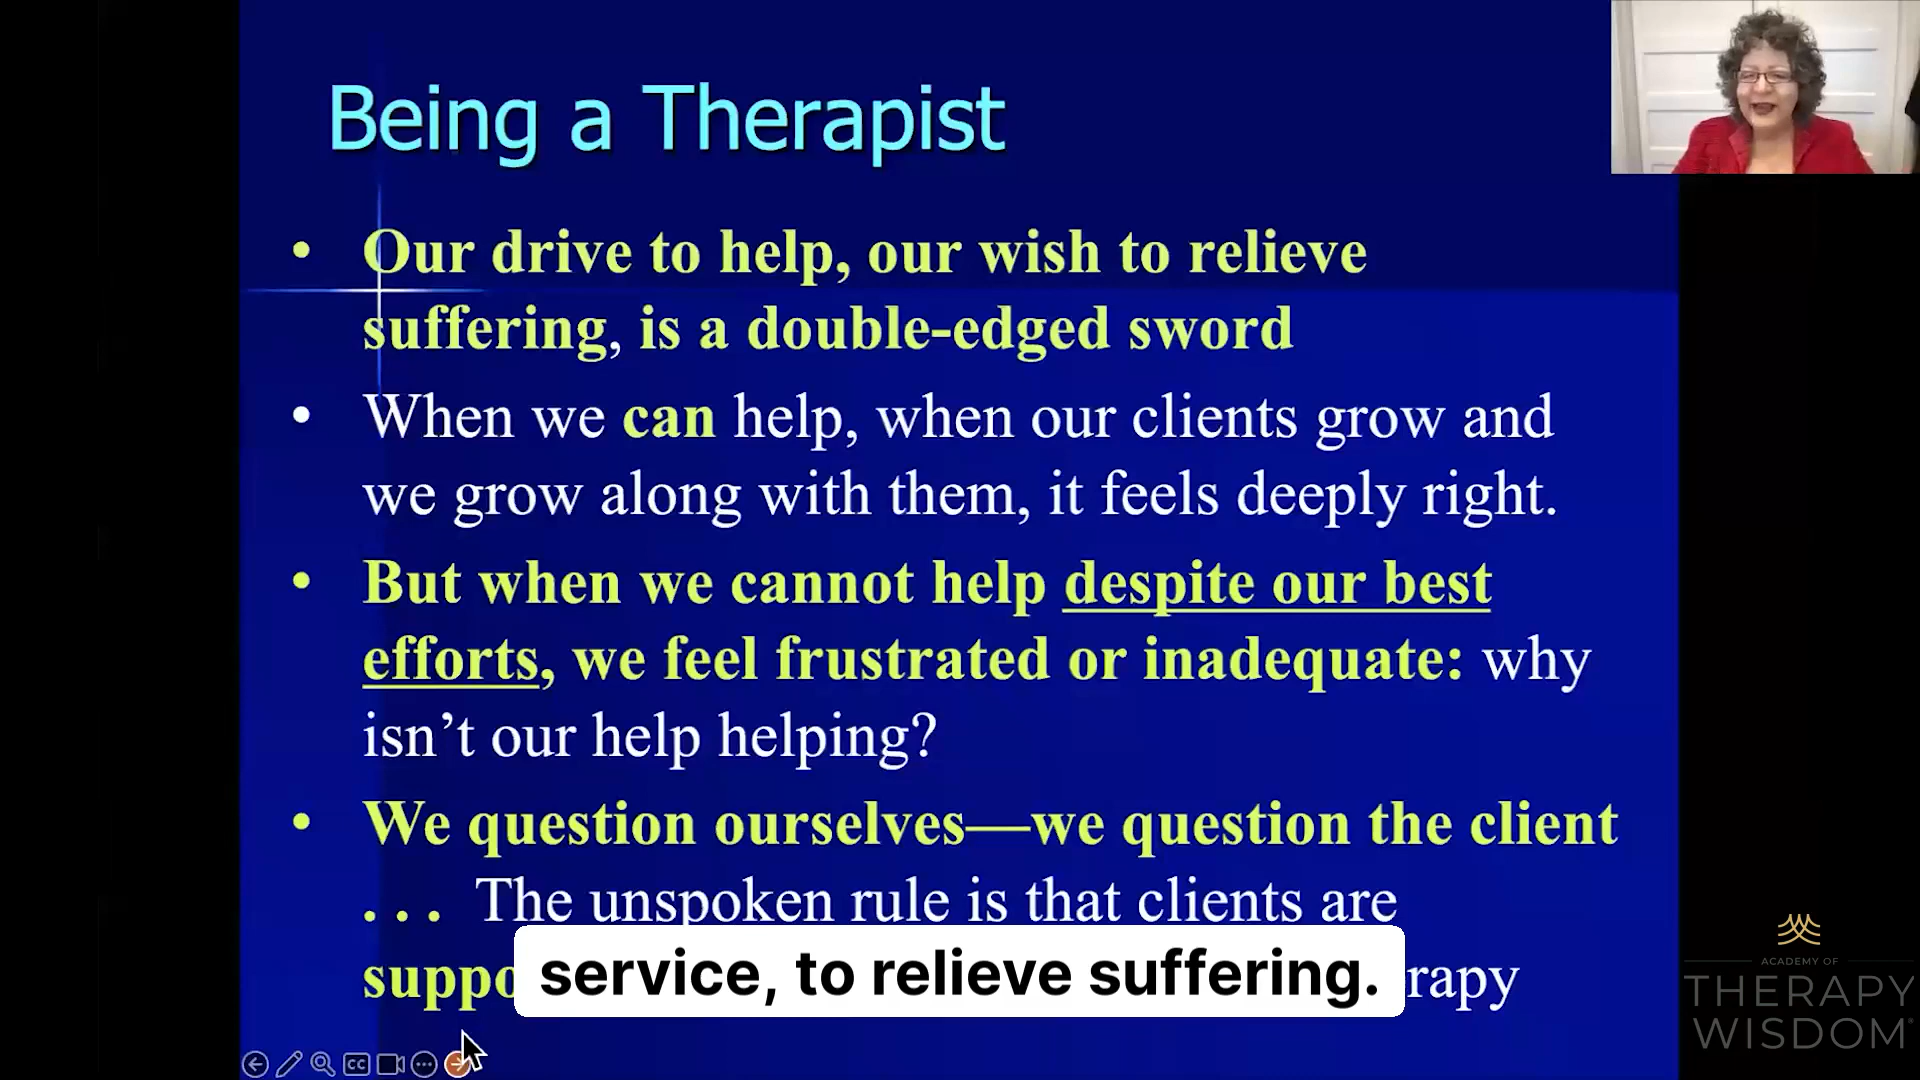 Being a Therapist
• Our drive to help, our wish to relieve
suffering, is a double-edged sword
• When we can help, when our clients grow and
we grow along with them, it feels deeply right.
• But when we cannot help despite our best
efforts, we feel frustrated or inadequate: why
isn’t our help helping?
• We question ourselves—we question the client
. . . The unspoken rule is that clients are
service, to relieve suffering.
CC
ACADEMY OF
THERAPY
WISDOM